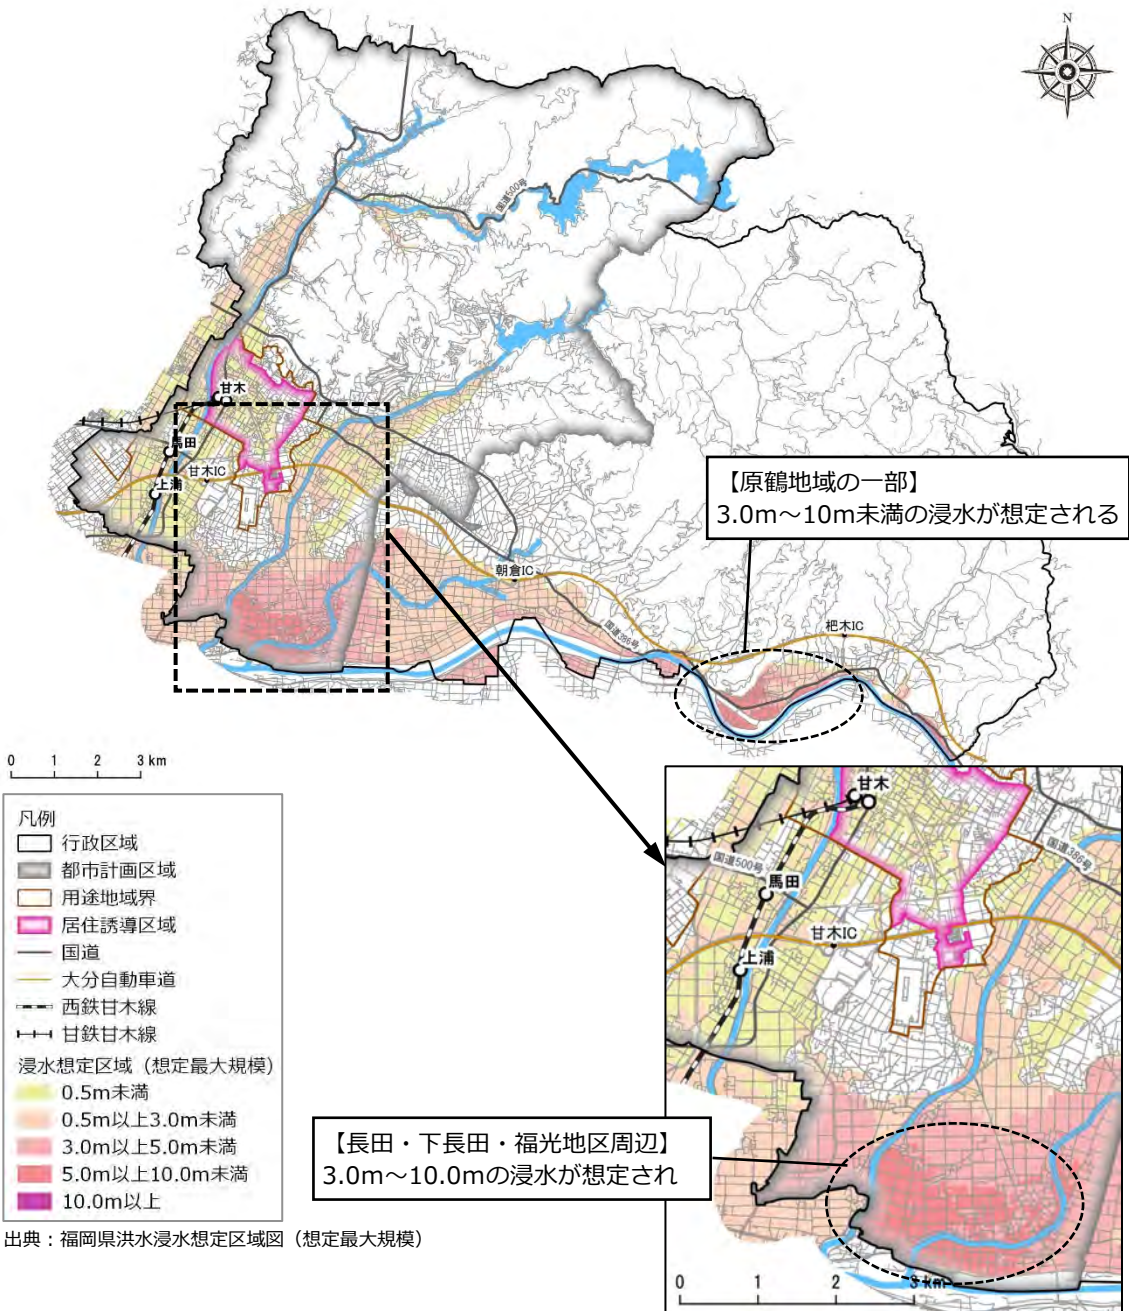 N
国道500号
甘木
馬田
甘木IC
上浦
【原鶴地域の一部】
3.0m～10m未満の浸水が想定される
朝倉IC
国道386号
杷木IC
0 1 2 3 km
凡例
行政区域
都市計画区域
用途地域界
居住誘導区域
国道
大分自動車道
西鉄甘木線
甘鉄甘木線
浸水想定区域（想定最大規模）
0.5m未満
0.5m以上3.0m未満
3.0m以上5.0m未満
5.0m以上10.0m未満
10.0m以上
出典：福岡県洪水浸水想定区域図（想定最大規模）
甘木
国道386号
国道500号
馬田
甘木IC
上浦
【長田・下長田・福光地区周辺】
3.0m～10.0mの浸水が想定され
0 1 2 3 km